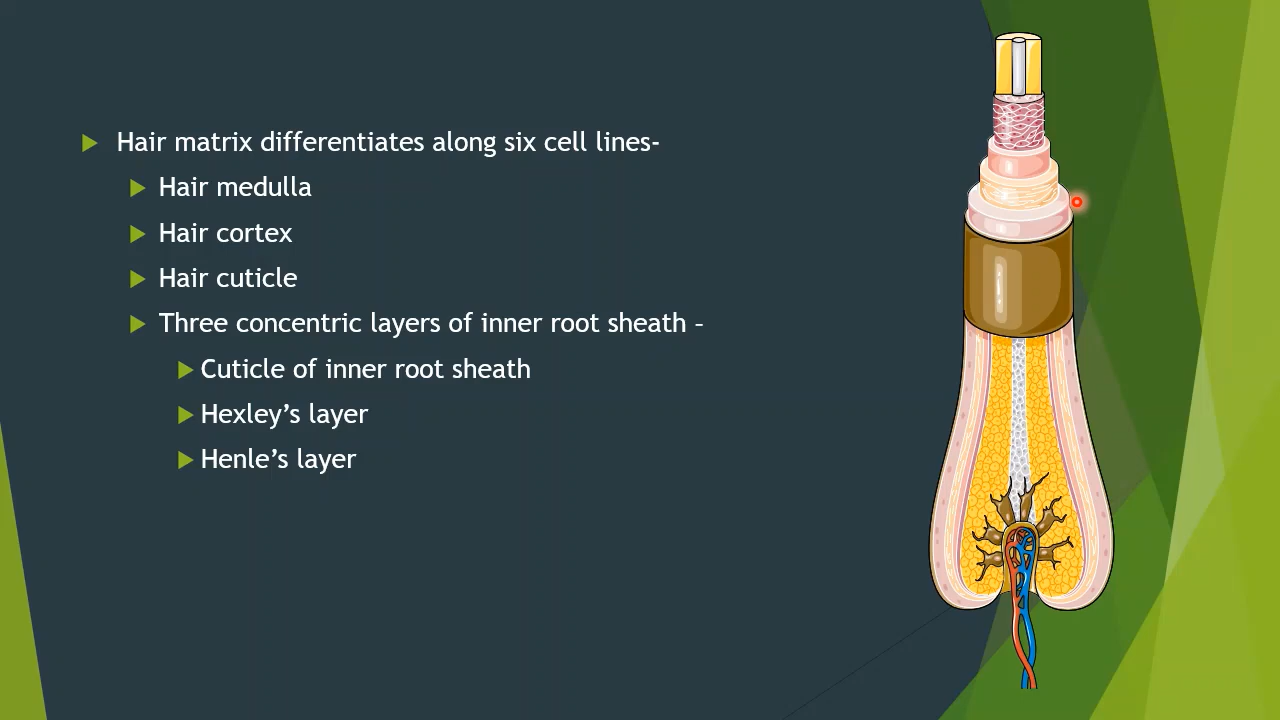 Hair matrix differentiates along six cell lines-
Hair medulla
Hair cortex
Hair cuticle
Three concentric layers of inner root sheath –
Cuticle of inner root sheath
Hexley’s layer
Henle’s layer